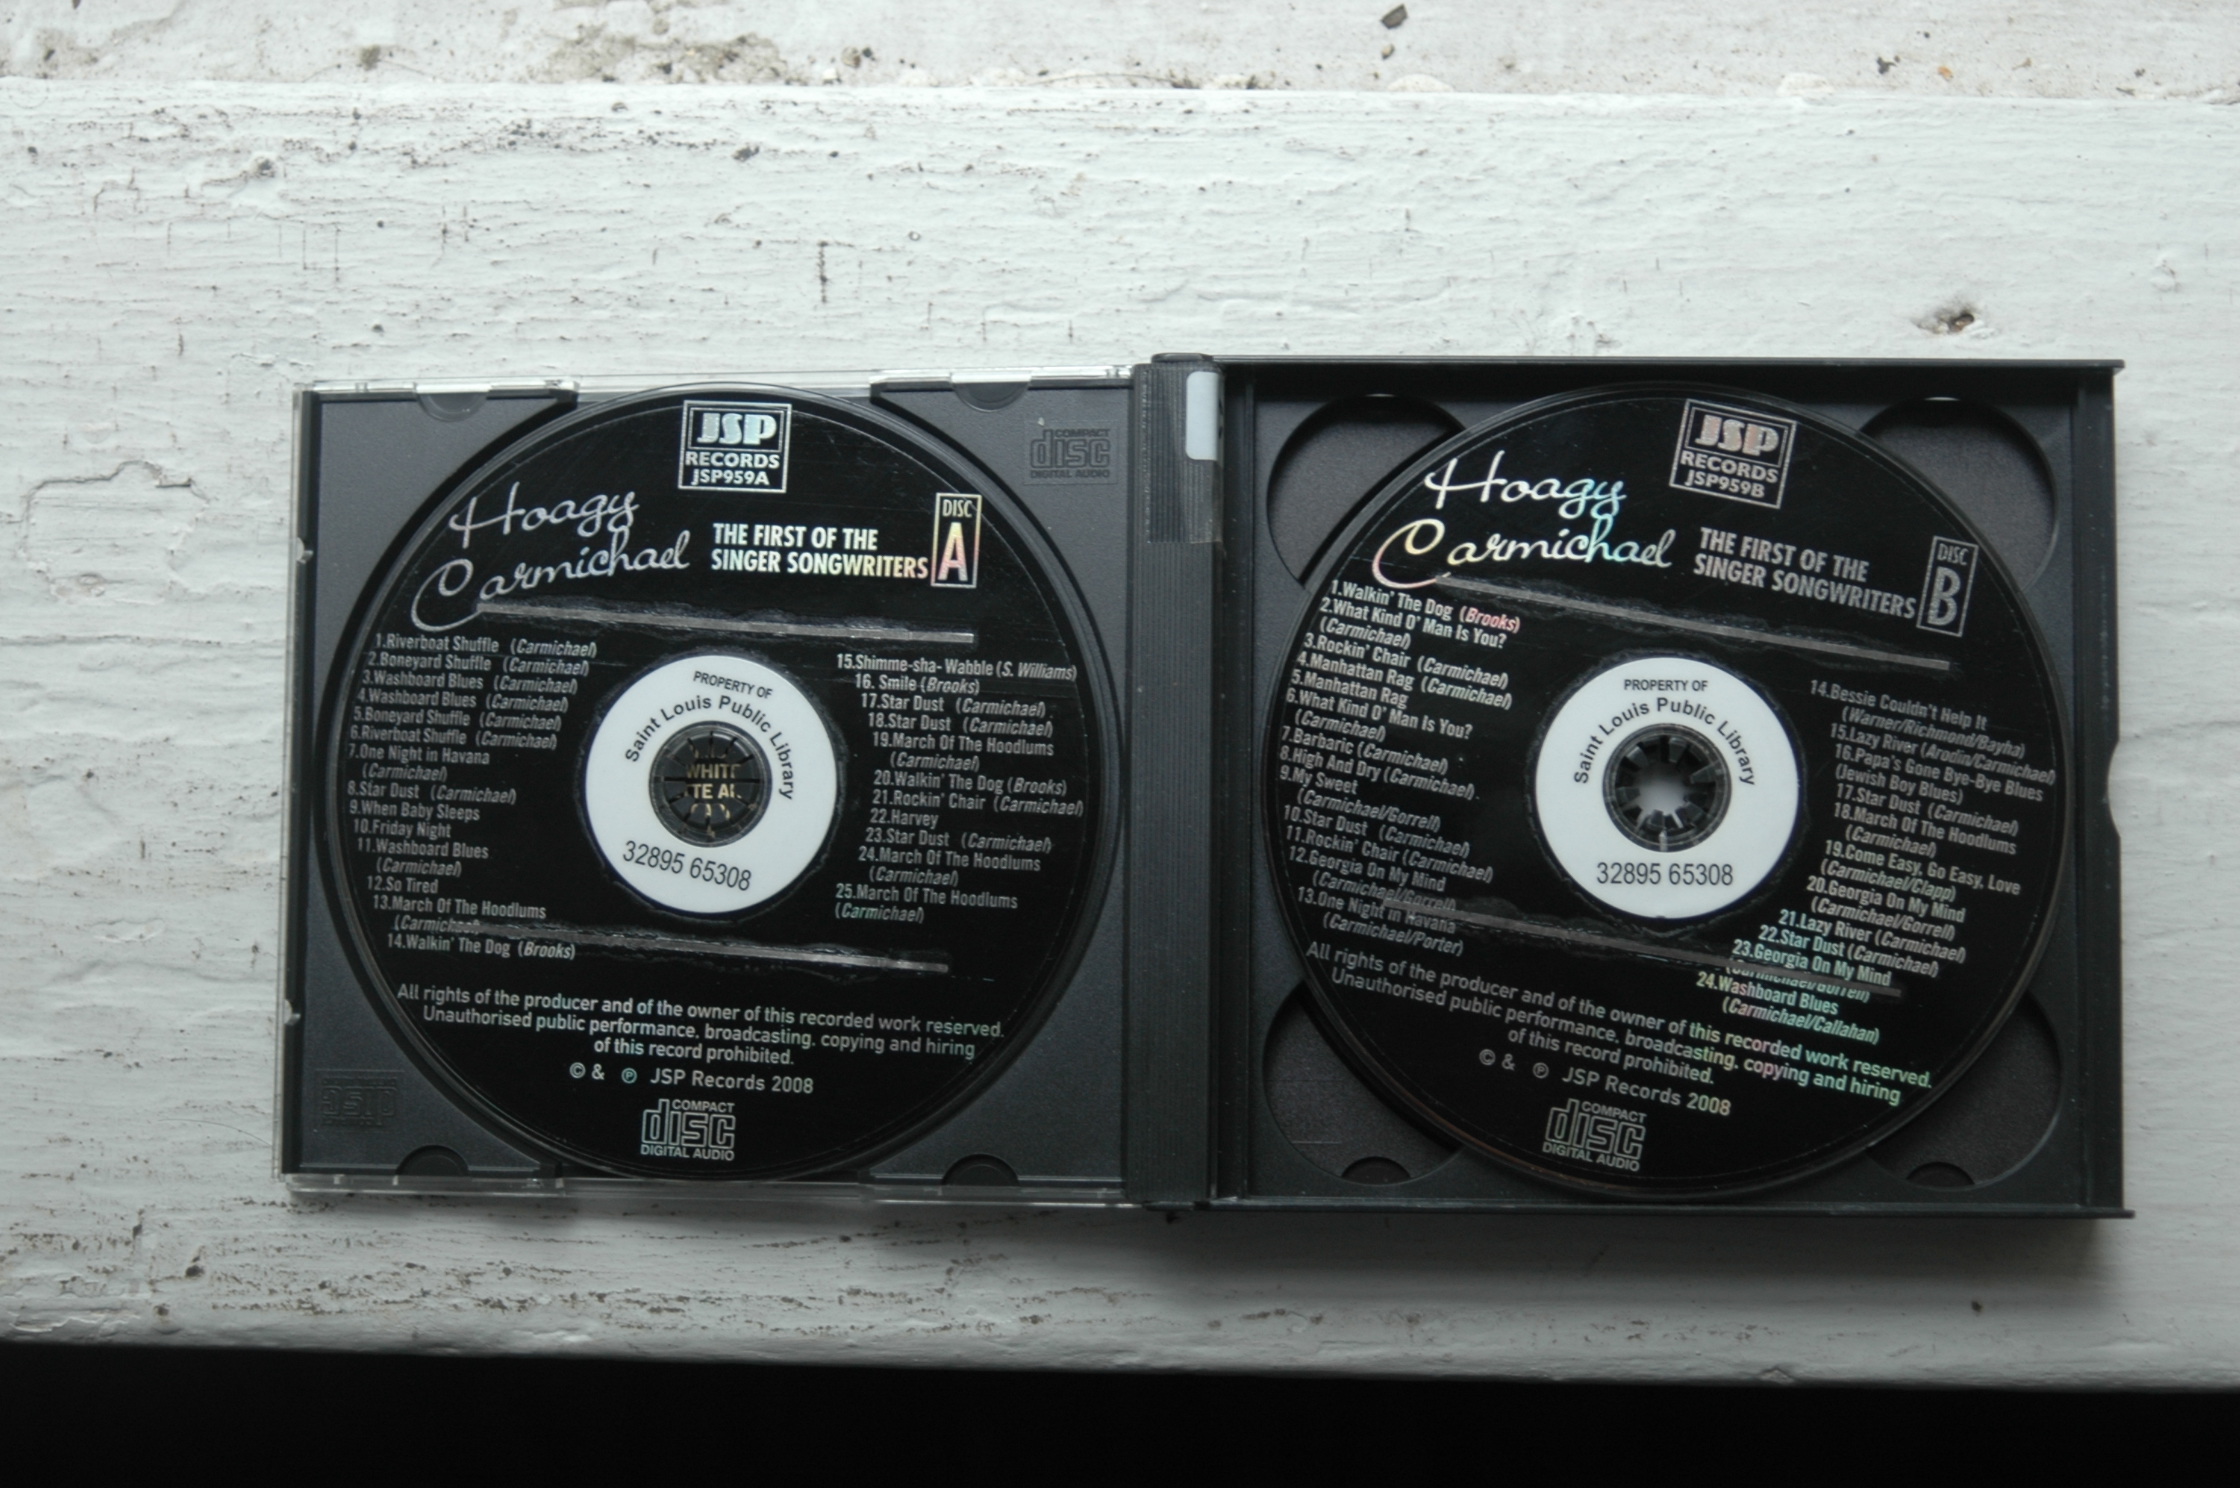 JSP
RECORDS
JSP959A
Hoagy
Carmichael
THE FIRST OF THE
SINGER SONGWRITERS
DISC
A
1.Riverboat Shuffle (Carmichael)
2.Boneyard Shuffle (Carmichael)
3.Washboard Blues (Carmichael)
4.Washboard Blues (Carmichael)
5.Boneyard Shuffle (Carmichael)
6.Riverboat Shuffle (Carmichael)
7.One Night in Havana
(Carmichael)
8.Star Dust (Carmichael)
9.When Baby Sleeps
10.Friday Night
11.Washboard Blues
(Carmichael)
12.So Tired
13.March Of The Hoodlums
(Carmichael)
14.Walkin' The Dog (Brooks)
PROPERTY OF
Saint Louis Public Library
WHITE
32895 65308
15.Shimme-sha-Wabble (S. Williams)
16. Smile (Brooks)
17.Star Dust (Carmichael)
18.Star Dust (Carmichael)
19.March Of The Hoodlums
(Carmichael)
20.Walkin' The Dog (Brooks)
21.Rockin' Chair (Carmichael)
22.Harvey
23.Star Dust (Carmichael)
24.March Of The Hoodlums
(Carmichael)
25.March Of The Hoodlums
(Carmichael)
All rights of the producer and of the owner of this recorded work reserved.
Unauthorised public performance, broadcasting, copying and hiring
of this record prohibited.
© & ℗ JSP Records 2008
COMPACT
disc
DIGITAL AUDIO
COMPACT
disc
DIGITAL AUDIO
JSP
RECORDS
JSP959B
Hoagy
Carmichael
THE FIRST OF THE
SINGER SONGWRITERS
DISC
B
1.Walkin' The Dog (Brooks)
2.What Kind O' Man Is You?
(Carmichael)
3.Rockin' Chair (Carmichael)
4.Manhattan Rag (Carmichael)
5.Manhattan Rag (Carmichael)
6.What Kind O' Man Is You?
(Carmichael)
7.Barbaric (Carmichael)
8.High And Dry (Carmichael)
9.My Sweet
(Carmichael/Gorrell)
10.Star Dust (Carmichael)
11.Rockin' Chair (Carmichael)
12.Georgia On My Mind
(Carmichael/Gorrell)
13.One Night in Havana
(Carmichael/Porter)
PROPERTY OF
Saint Louis Public Library
32895 65308
14.Bessie Couldn't Help It
(Warner/Richmond/Bayha)
15.Lazy River (Arodin/Carmichael)
16.Papa's Gone Bye-Bye Blues
(Jewish Boy Blues)
17.Star Dust (Carmichael)
18.March Of The Hoodlums
(Carmichael)
19.Come Easy, Go Easy, Love
(Carmichael/Clapp)
20.Georgia On My Mind
(Carmichael/Gorrell)
21.Lazy River (Carmichael)
22.Star Dust (Carmichael)
23.Georgia On My Mind
(Carmichael/Gorrell)
24.Washboard Blues
(Carmichael/Callahan)
All rights of the producer and of the owner of this recorded work reserved.
Unauthorised public performance, broadcasting, copying and hiring
of this record prohibited.
© & ℗ JSP Records 2008
COMPACT
disc
DIGITAL AUDIO